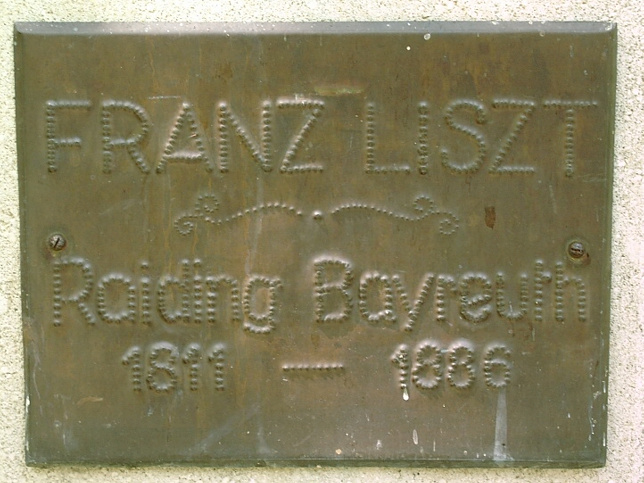 FRANZ LISZT
Raiding Bayreuth
1811 — 1886